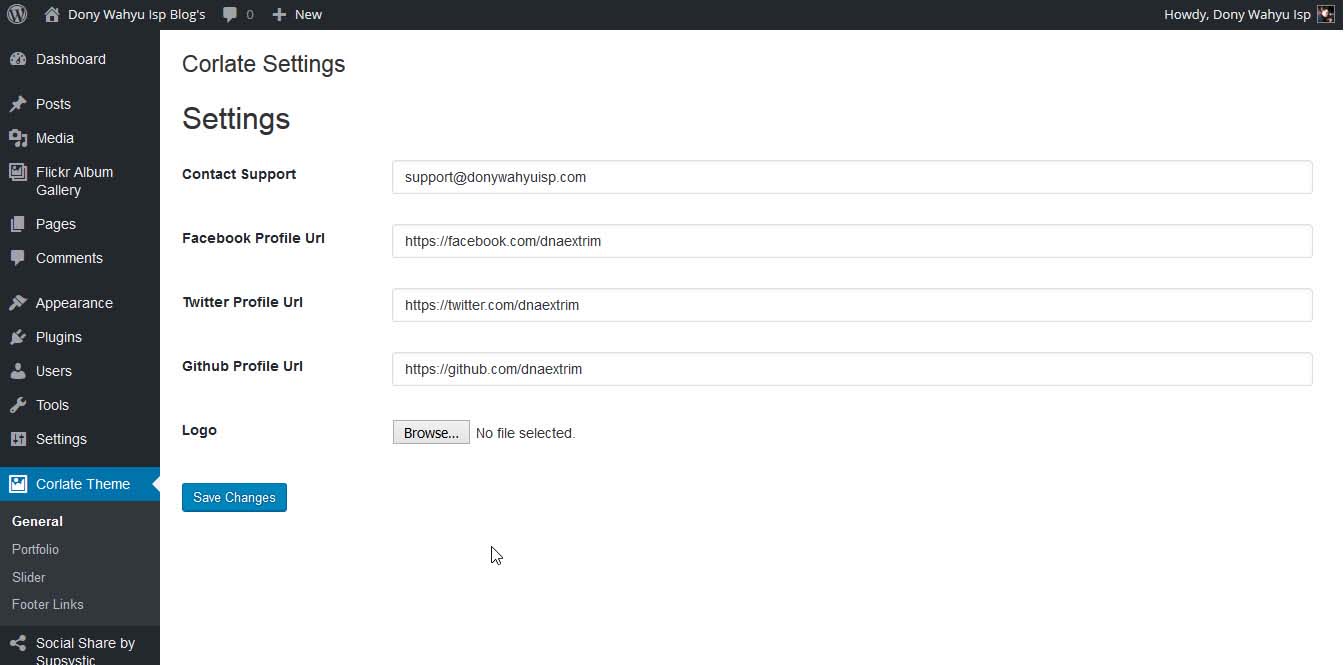 Dony Wahyu Isp Blog's 0 New Howdy, Dony Wahyu Isp
Dashboard
Posts
Media
Flickr Album
Gallery
Pages
Comments
Appearance
Plugins
Users
Tools
Settings
Corlate Theme
General
Portfolio
Slider
Footer Links
Social Share by
Supsystic
Corlate Settings
Settings
Contact Support support@donywahyuisp.com
Facebook Profile Url https://facebook.com/dnaextrim
Twitter Profile Url https://twitter.com/dnaextrim
Github Profile Url https://github.com/dnaextrim
Logo Browse... No file selected.
Save Changes